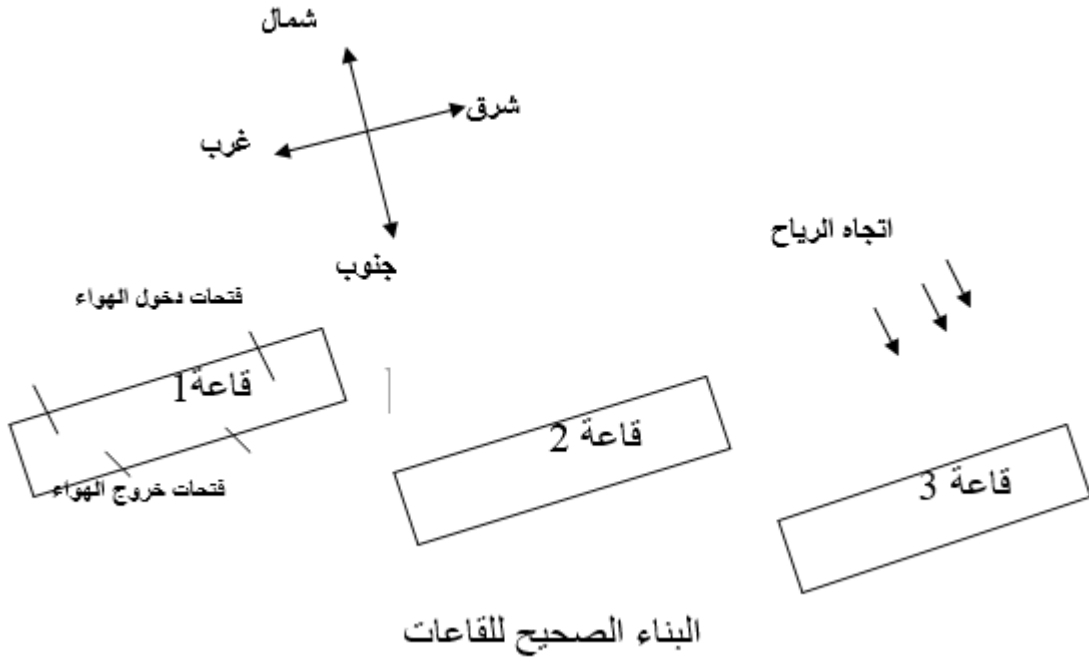 شمال
شرق
غرب
جنوب
اتجاه الرياح
فتحات دخول الهواء
قاعة1
قاعة 2
قاعة 3
فتحات خروج الهواء
البناء الصحيح للقاعات